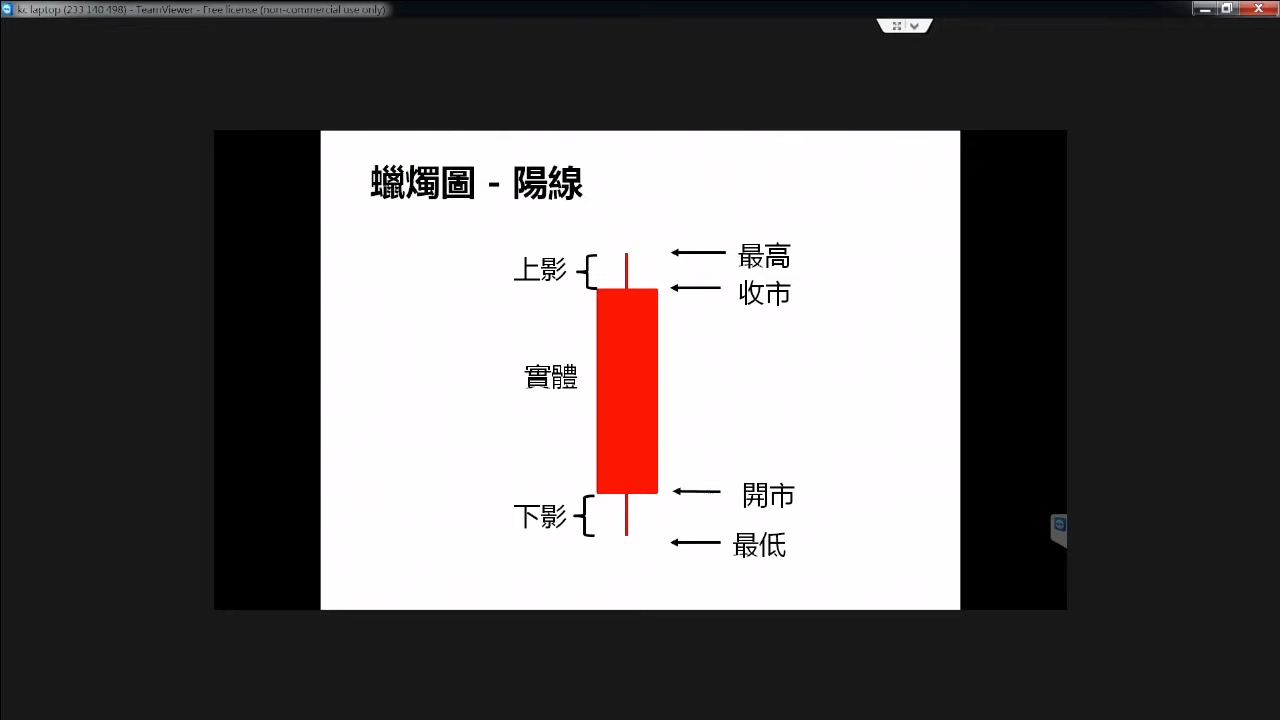 kc laptop (233 140 498) - TeamViewer - Free license (non-commercial use only)
蠟燭圖 - 陽線
上影
最高
收市
實體
開市
下影
最低